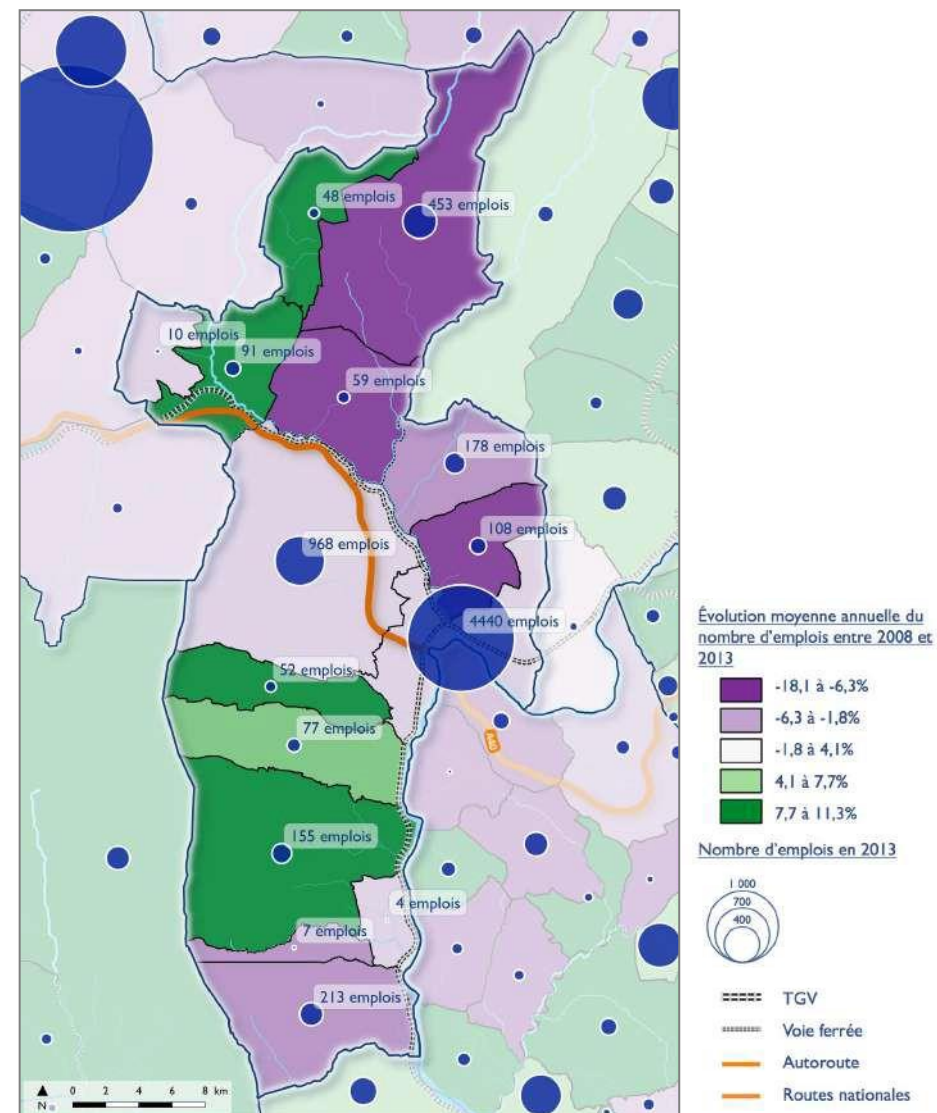 48 emplois
453 emplois
10 emplois
91 emplois
59 emplois
178 emplois
108 emplois
968 emplois
4440 emplois
52 emplois
77 emplois
A40
155 emplois
4 emplois
7 emplois
213 emplois
0 2 4 6 8 km
N
Évolution moyenne annuelle du
nombre d'emplois entre 2008 et
2013
-18,1 à -6,3%
-6,3 à -1,8%
-1,8 à 4,1%
4,1 à 7,7%
7,7 à 11,3%
Nombre d'emplois en 2013
1 000
700
400
TGV
Voie ferrée
Autoroute
Routes nationales